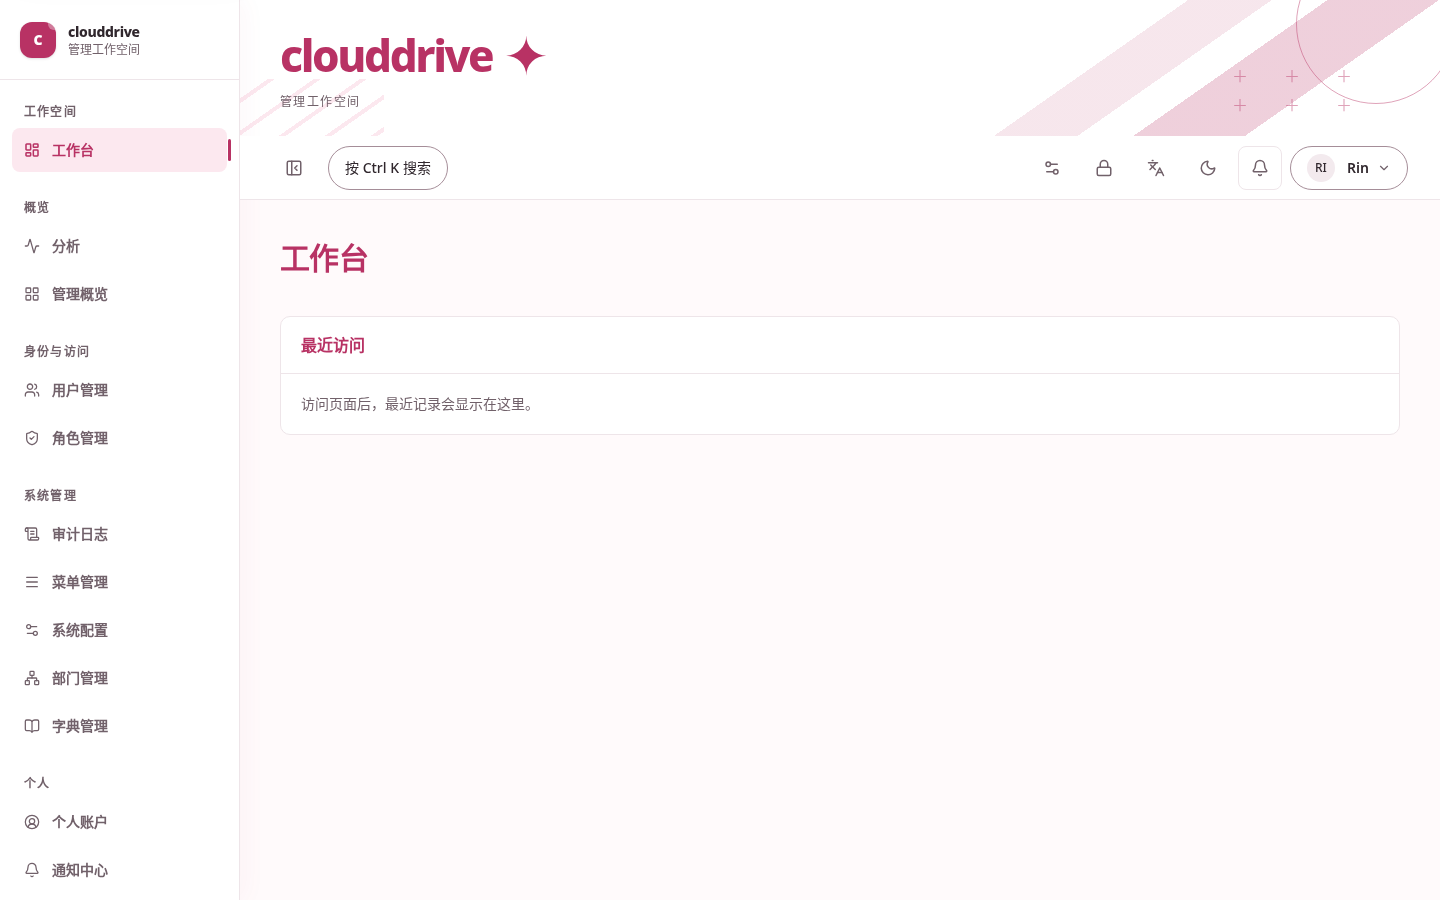 C
clouddrive
管理工作空间
工作空间
工作台
概览
分析
管理概览
身份与访问
用户管理
角色管理
系统管理
审计日志
菜单管理
系统配置
部门管理
字典管理
个人
个人账户
通知中心
clouddrive ✦
管理工作空间
按 Ctrl K 搜索
RI Rin
工作台
最近访问
访问页面后，最近记录会显示在这里。